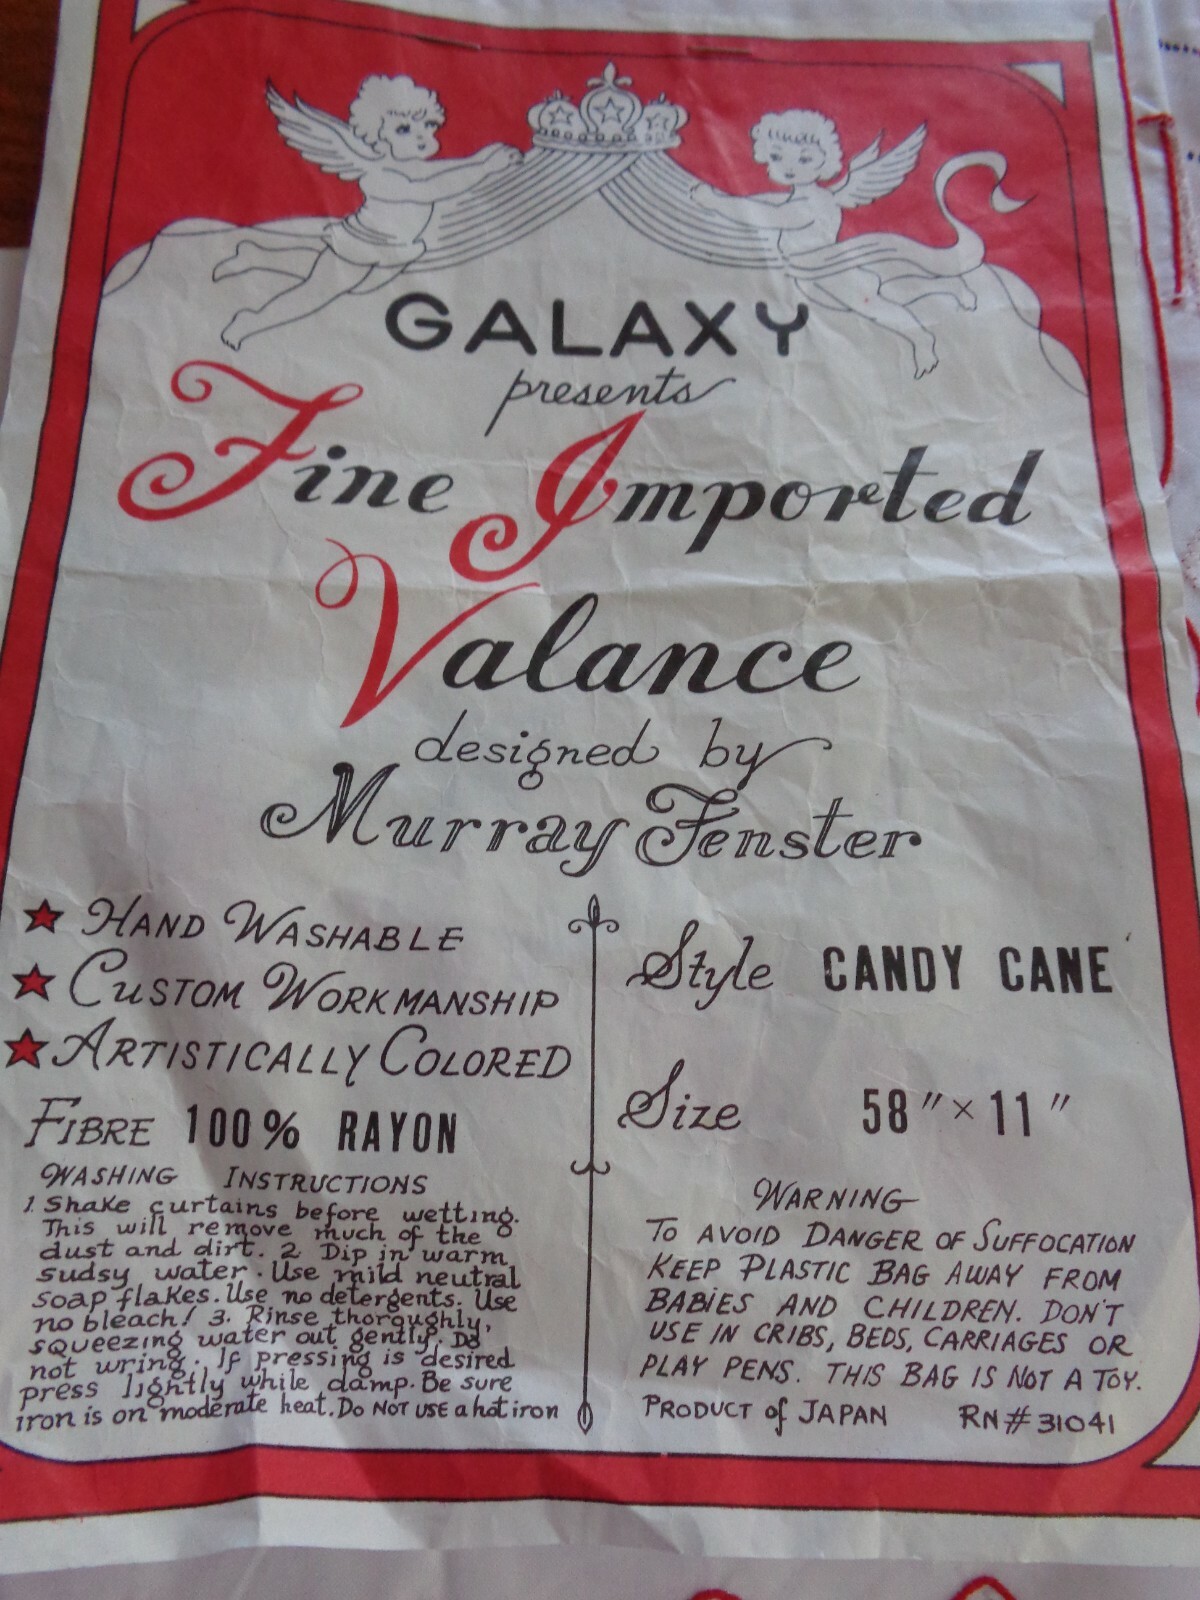 GALAXY
presents
Fine Imported
Valance
designed by
Murray Fenster
HAND WASHABLE
CUSTOM WORKMANSHIP
ARTISTICALLY COLORED
FIBRE 100% RAYON
WASHING INSTRUCTIONS
1. Shake curtains before wetting.
This will remove much of the
dust and dirt. 2. Dip in warm
sudsy water. Use mild neutral
soap flakes. Use no detergents. Use
no bleach! 3. Rinse thoroughly,
squeezing water out gently. Do
not wring. If pressing is desired
press lightly while damp. Be sure
iron is on moderate heat. Do NOT USE a hot iron
Style CANDY CANE
Size 58" × 11"
WARNING
TO AVOID DANGER OF SUFFOCATION
KEEP PLASTIC BAG AWAY FROM
BABIES AND CHILDREN. DON'T
USE IN CRIBS, BEDS, CARRIAGES OR
PLAY PENS. THIS BAG IS NOT A TOY.
PRODUCT of JAPAN RN# 31041